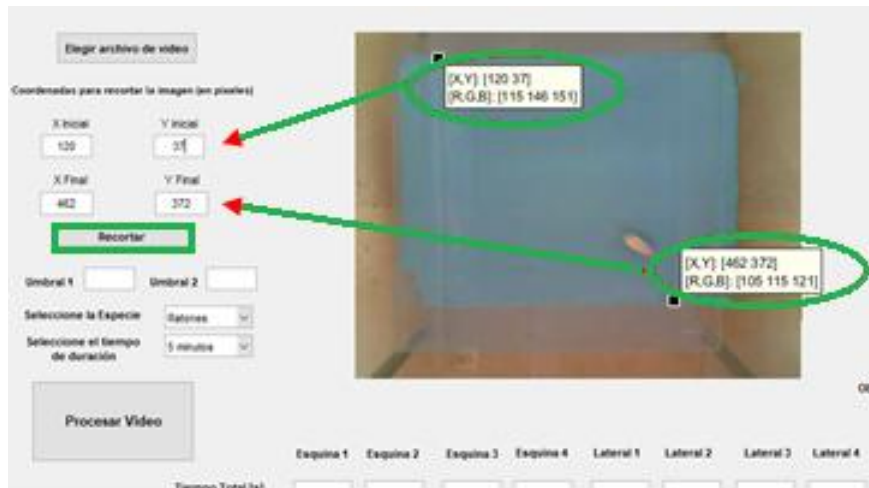 Elegir archivo de video
Coordenadas para recortar la imagen (en pixeles)
X Inicial Y Inicial
120 37
X Final Y Final
462 372
Recortar
Umbral 1 Umbral 2
Seleccione la Especie Ratones
Seleccione el tiempo de duración 5 minutos
Procesar Video
[X,Y]: [120 37]
[R,G,B]: [115 146 151]
[X,Y]: [462 372]
[R,G,B]: [105 115 121]
Esquina 1 Esquina 2 Esquina 3 Esquina 4 Lateral 1 Lateral 2 Lateral 3 Lateral 4
Tiempo Total [s]